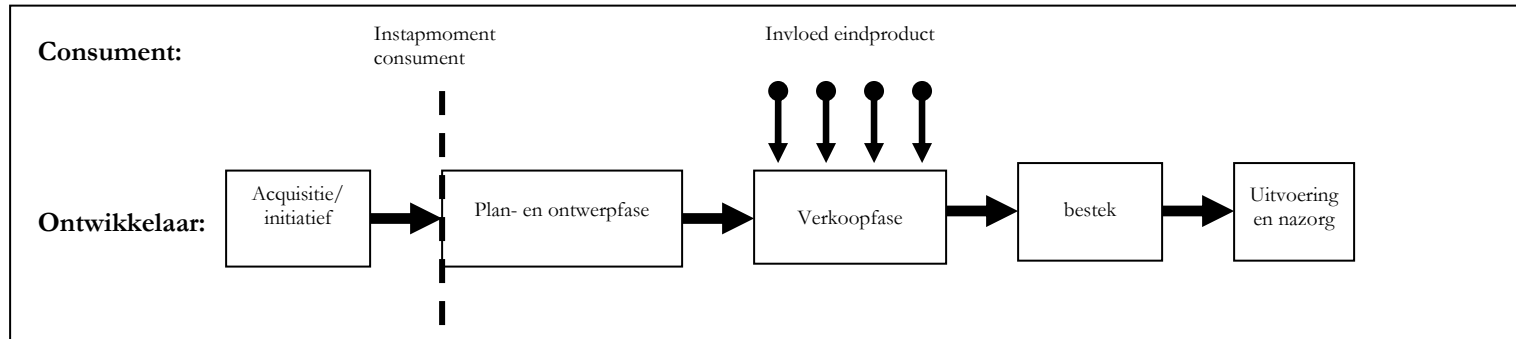 Consument:
Instapmoment
consument
Invloed eindproduct
Ontwikkelaar:
Acquisitie/
initiatief
Plan- en ontwerpfase
Verkoopfase
bestek
Uitvoering
en nazorg